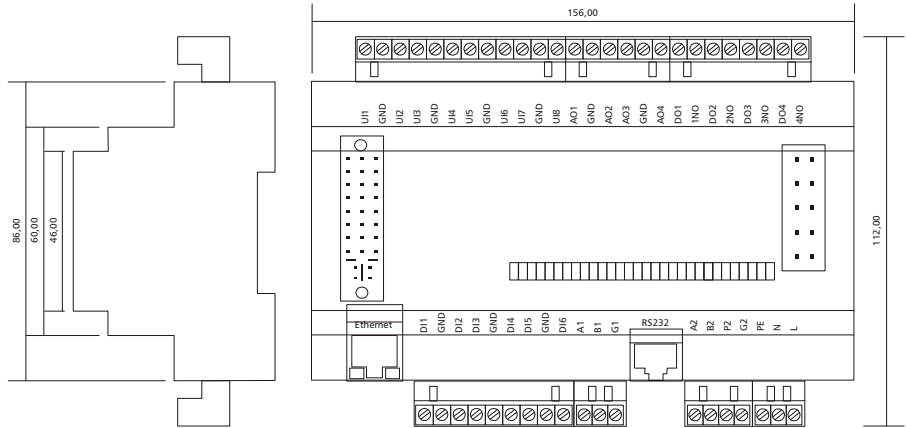 156,00
UI1 GND UI2 UI3 GND UI4 UI5 GND UI6 UI7 GND UI8 AO1 GND AO2 AO3 GND AO4 DO1 1NO DO2 2NO DO3 3NO DO4 4NO
86,00
60,00
46,00
112,00
Ethernet
DI1 GND DI2 DI3 GND DI4 DI5 GND DI6 A1 B1 G1
RS232
A2 B2 P2 G2 PE N L